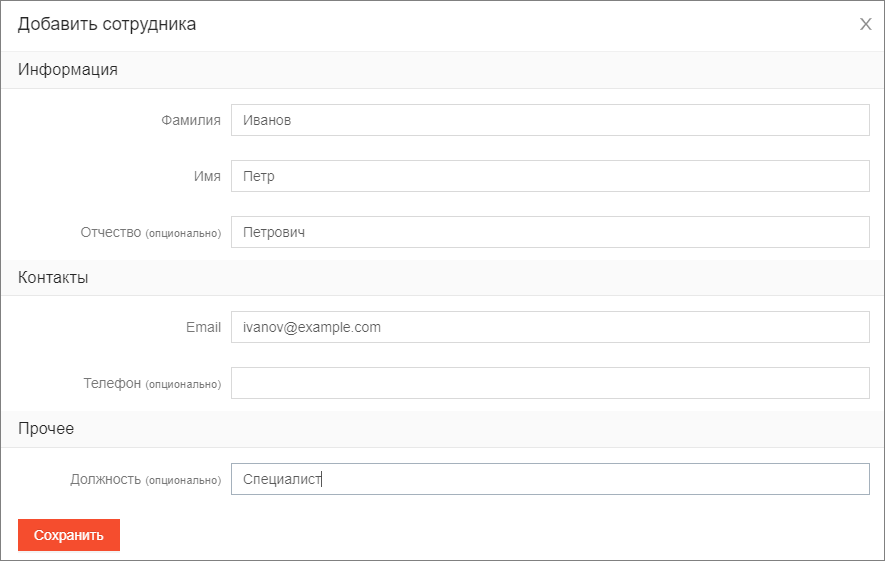 Добавить сотрудника
Информация
Фамилия Иванов
Имя Петр
Отчество (опционально) Петрович
Контакты
Email ivanov@example.com
Телефон (опционально)
Прочее
Должность (опционально) Специалист
Сохранить